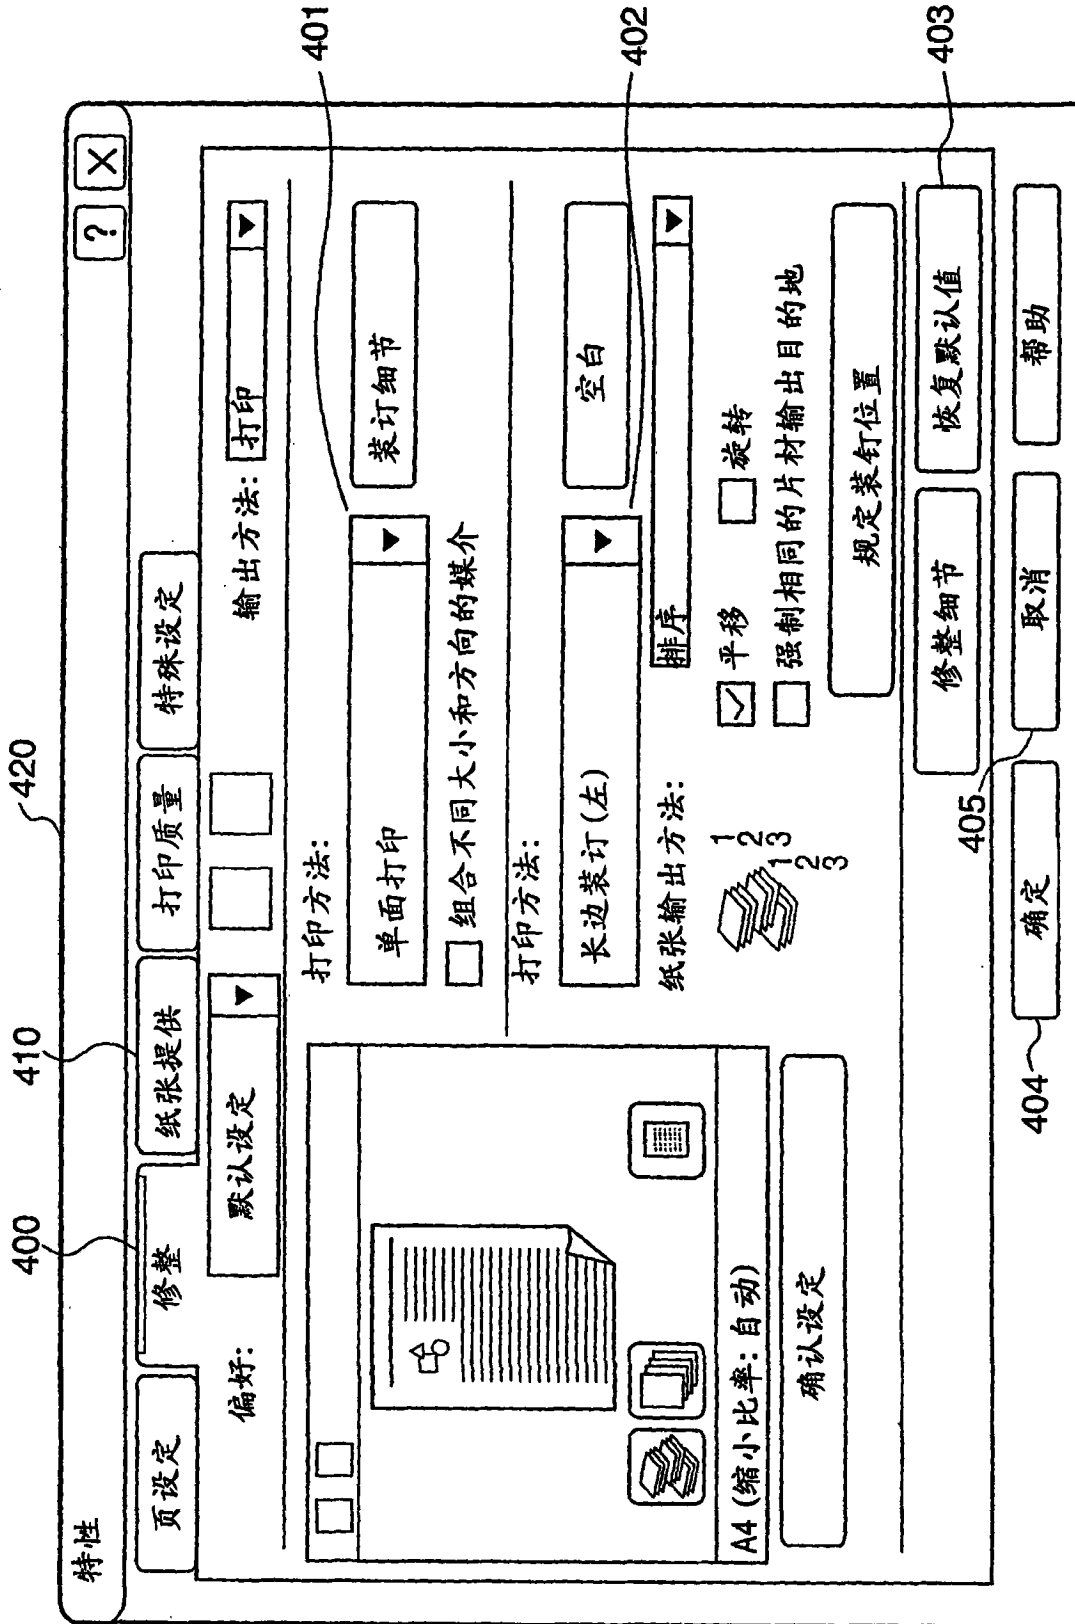 420
特性
? X
400
410
页设定
修整
纸张提供
打印质量
特殊设定
偏好:
默认设定
输出方法:
打印
401
打印方法:
单面打印
装订细节
组合不同大小和方向的媒介
402
打印方法:
长边装订(左)
空白
纸张输出方法:
排序
1
2
3
1
2
3
平移
旋转
强制相同的片材输出目的地
规定装钉位置
A4 (缩小比率: 自动)
确认设定
403
修整细节
恢复默认值
404
确定
405
取消
帮助